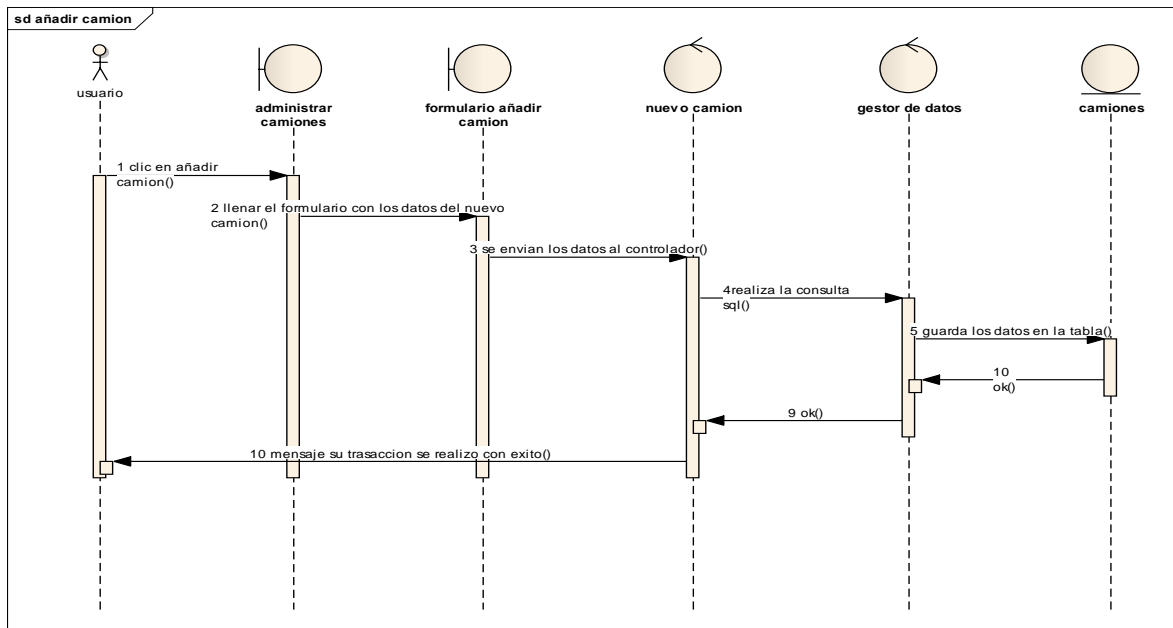 sd añadir camion
usuario
administrar
camiones
formulario añadir
camion
nuevo camion
gestor de datos
camiones
1 clic en añadir
camion()
2 llenar el formulario con los datos del nuevo
camion()
3 se envian los datos al controlador()
4realiza la consulta
sql()
5 guarda los datos en la tabla()
10
ok()
9 ok()
10 mensaje su trasaccion se realizo con exito()